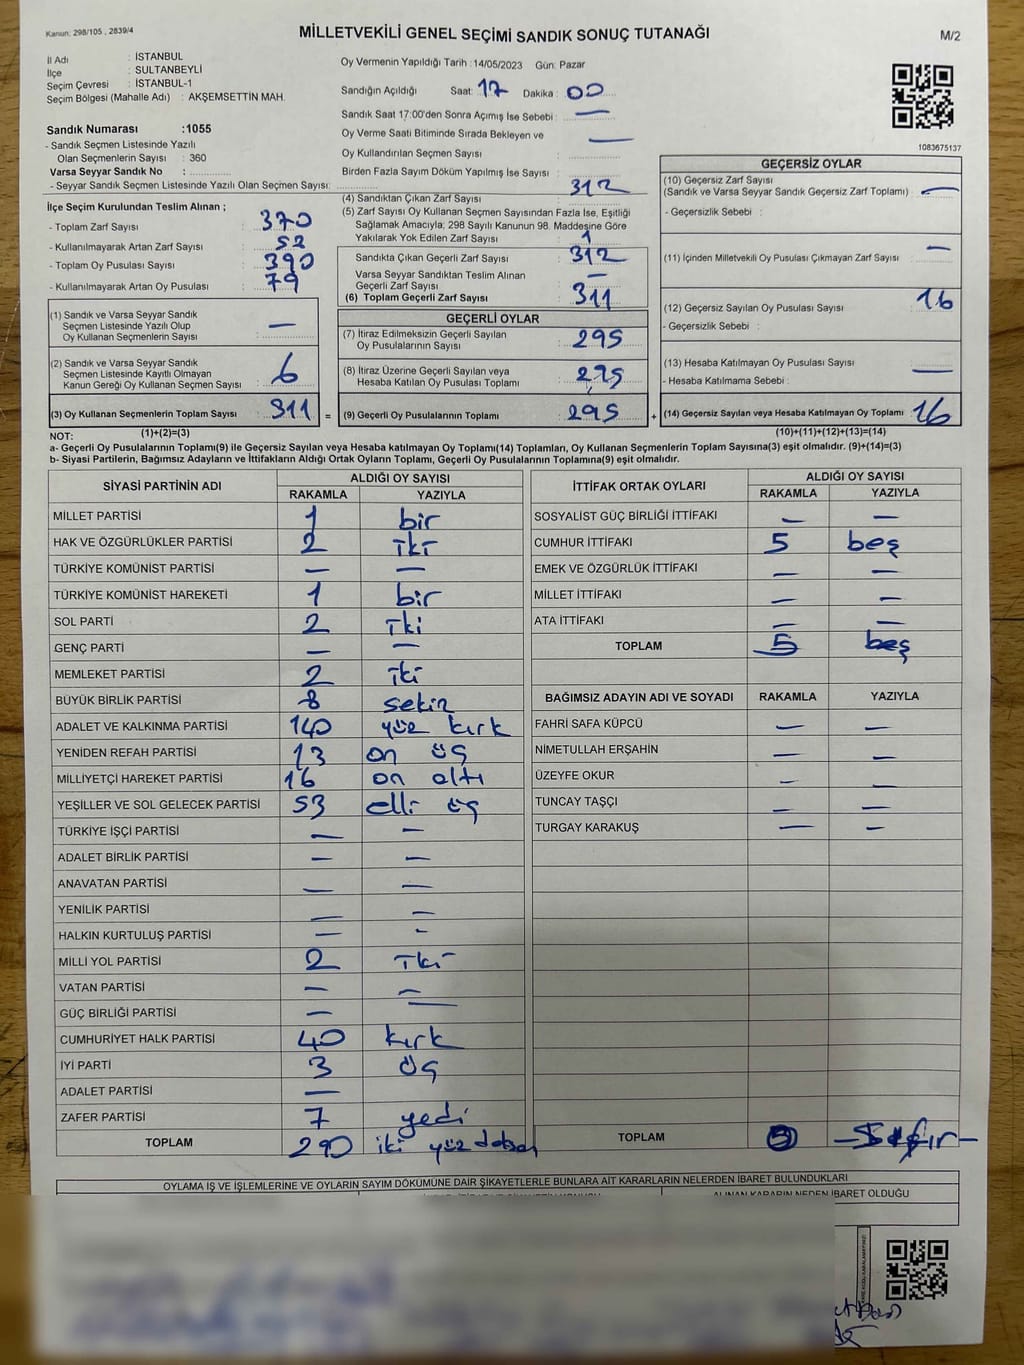 Kanun: 298/105 , 2839/4
MİLLETVEKİLİ GENEL SEÇİMİ SANDIK SONUÇ TUTANAĞI
M/2
İl Adı : İSTANBUL
İlçe : SULTANBEYLİ
Seçim Çevresi : İSTANBUL-1
Seçim Bölgesi (Mahalle Adı) : AKŞEMSETTİN MAH.
Sandık Numarası :1055
- Sandık Seçmen Listesinde Yazılı
Olan Seçmenlerin Sayısı : 360
Varsa Seyyar Sandık No :
- Seyyar Sandık Seçmen Listesinde Yazılı Olan Seçmen Sayısı:
Oy Vermenin Yapıldığı Tarih :14/05/2023 Gün: Pazar
Sandığın Açıldığı Saat: 17 Dakika : 00
Sandık Saat 17:00'den Sonra Açımış İse Sebebi : —
Oy Verme Saati Bitiminde Sırada Bekleyen ve —
Oy Kullandırılan Seçmen Sayısı :
Birden Fazla Sayım Döküm Yapılmış İse Sayısı :
1083675137
İlçe Seçim Kurulundan Teslim Alınan ;
- Toplam Zarf Sayısı : 370
- Kullanılmayarak Artan Zarf Sayısı : 52
- Toplam Oy Pusulası Sayısı : 390
- Kullanılmayarak Artan Oy Pusulası : 79
(1) Sandık ve Varsa Seyyar Sandık
Seçmen Listesinde Yazılı Olup
Oy Kullanan Seçmenlerin Sayısı : —
(2) Sandık ve Varsa Seyyar Sandık
Seçmen Listesinde Kayıtlı Olmayan
Kanun Gereği Oy Kullanan Seçmen Sayısı : 6
(3) Oy Kullanan Seçmenlerin Toplam Sayısı : 311 =
(1)+(2)=(3)
(4) Sandıktan Çıkan Zarf Sayısı : 312
(5) Zarf Sayısı Oy Kullanan Seçmen Sayısından Fazla İse, Eşitliği
Sağlamak Amacıyla; 298 Sayılı Kanunun 98. Maddesine Göre
Yakılarak Yok Edilen Zarf Sayısı : 1
Sandıkta Çıkan Geçerli Zarf Sayısı : 312
Varsa Seyyar Sandıktan Teslim Alınan
Geçerli Zarf Sayısı : —
(6) Toplam Geçerli Zarf Sayısı : 311
GEÇERLİ OYLAR
(7) İtiraz Edilmeksizin Geçerli Sayılan
Oy Pusulalarının Sayısı : 295
(8) İtiraz Üzerine Geçerli Sayılan veya
Hesaba Katılan Oy Pusulası Toplamı : 295
(9) Geçerli Oy Pusulalarının Toplamı : 295 +
GEÇERSİZ OYLAR
(10) Geçersiz Zarf Sayısı
(Sandık ve Varsa Seyyar Sandık Geçersiz Zarf Toplamı) : —
- Geçersizlik Sebebi :
(11) İçinden Milletvekili Oy Pusulası Çıkmayan Zarf Sayısı : —
(12) Geçersiz Sayılan Oy Pusulası Sayısı : 16
- Geçersizlik Sebebi :
(13) Hesaba Katılmayan Oy Pusulası Sayısı : —
- Hesaba Katılmama Sebebi :
(14) Geçersiz Sayılan veya Hesaba Katılmayan Oy Toplamı : 16
(10)+(11)+(12)+(13)=(14)
NOT:
a- Geçerli Oy Pusulalarının Toplamı(9) ile Geçersiz Sayılan veya Hesaba katılmayan Oy Toplamı(14) Toplamları, Oy Kullanan Seçmenlerin Toplam Sayısına(3) eşit olmalıdır. (9)+(14)=(3)
b- Siyasi Partilerin, Bağımsız Adayların ve İttifakların Aldığı Ortak Oyların Toplamı, Geçerli Oy Pusulalarının Toplamına(9) eşit olmalıdır.
SİYASİ PARTİNİN ADI ALDIĞI OY SAYISI
RAKAMLA YAZIYLA
MİLLET PARTİSİ 1 bir
HAK VE ÖZGÜRLÜKLER PARTİSİ 2 iki
TÜRKİYE KOMÜNİST PARTİSİ — —
TÜRKİYE KOMÜNİST HAREKETİ 1 bir
SOL PARTİ 2 iki
GENÇ PARTİ — —
MEMLEKET PARTİSİ 2 iki
BÜYÜK BİRLİK PARTİSİ 8 sekiz
ADALET VE KALKINMA PARTİSİ 140 yüz kırk
YENİDEN REFAH PARTİSİ 13 on üç
MİLLİYETÇİ HAREKET PARTİSİ 16 on altı
YEŞİLLER VE SOL GELECEK PARTİSİ 53 elli üç
TÜRKİYE İŞÇİ PARTİSİ — —
ADALET BİRLİK PARTİSİ — —
ANAVATAN PARTİSİ — —
YENİLİK PARTİSİ — —
HALKIN KURTULUŞ PARTİSİ — —
MİLLİ YOL PARTİSİ 2 iki
VATAN PARTİSİ — —
GÜÇ BİRLİĞİ PARTİSİ — —
CUMHURİYET HALK PARTİSİ 40 kırk
İYİ PARTİ 3 üç
ADALET PARTİSİ —
ZAFER PARTİSİ 7 yedi
TOPLAM 290 iki yüz doksan
İTTİFAK ORTAK OYLARI ALDIĞI OY SAYISI
RAKAMLA YAZIYLA
SOSYALİST GÜÇ BİRLİĞİ İTTİFAKI — —
CUMHUR İTTİFAKI 5 beş
EMEK VE ÖZGÜRLÜK İTTİFAKI — —
MİLLET İTTİFAKI — —
ATA İTTİFAKI — —
TOPLAM 5 beş
BAĞIMSIZ ADAYIN ADI VE SOYADI RAKAMLA YAZIYLA
FAHRİ SAFA KÜPCÜ — —
NİMETULLAH ERŞAHİN — —
ÜZEYFE OKUR — —
TUNCAY TAŞÇI — —
TURGAY KARAKUŞ — —
TOPLAM — Sıfır —
OYLAMA İŞ VE İŞLEMLERİNE VE OYLARIN SAYIM DÖKÜMÜNE DAİR ŞİKAYETLERLE BUNLARA AİT KARARLARIN NELERDEN İBARET BULUNDUKLARI
ALINAN KARARIN NEDEN İBARET OLDUĞU